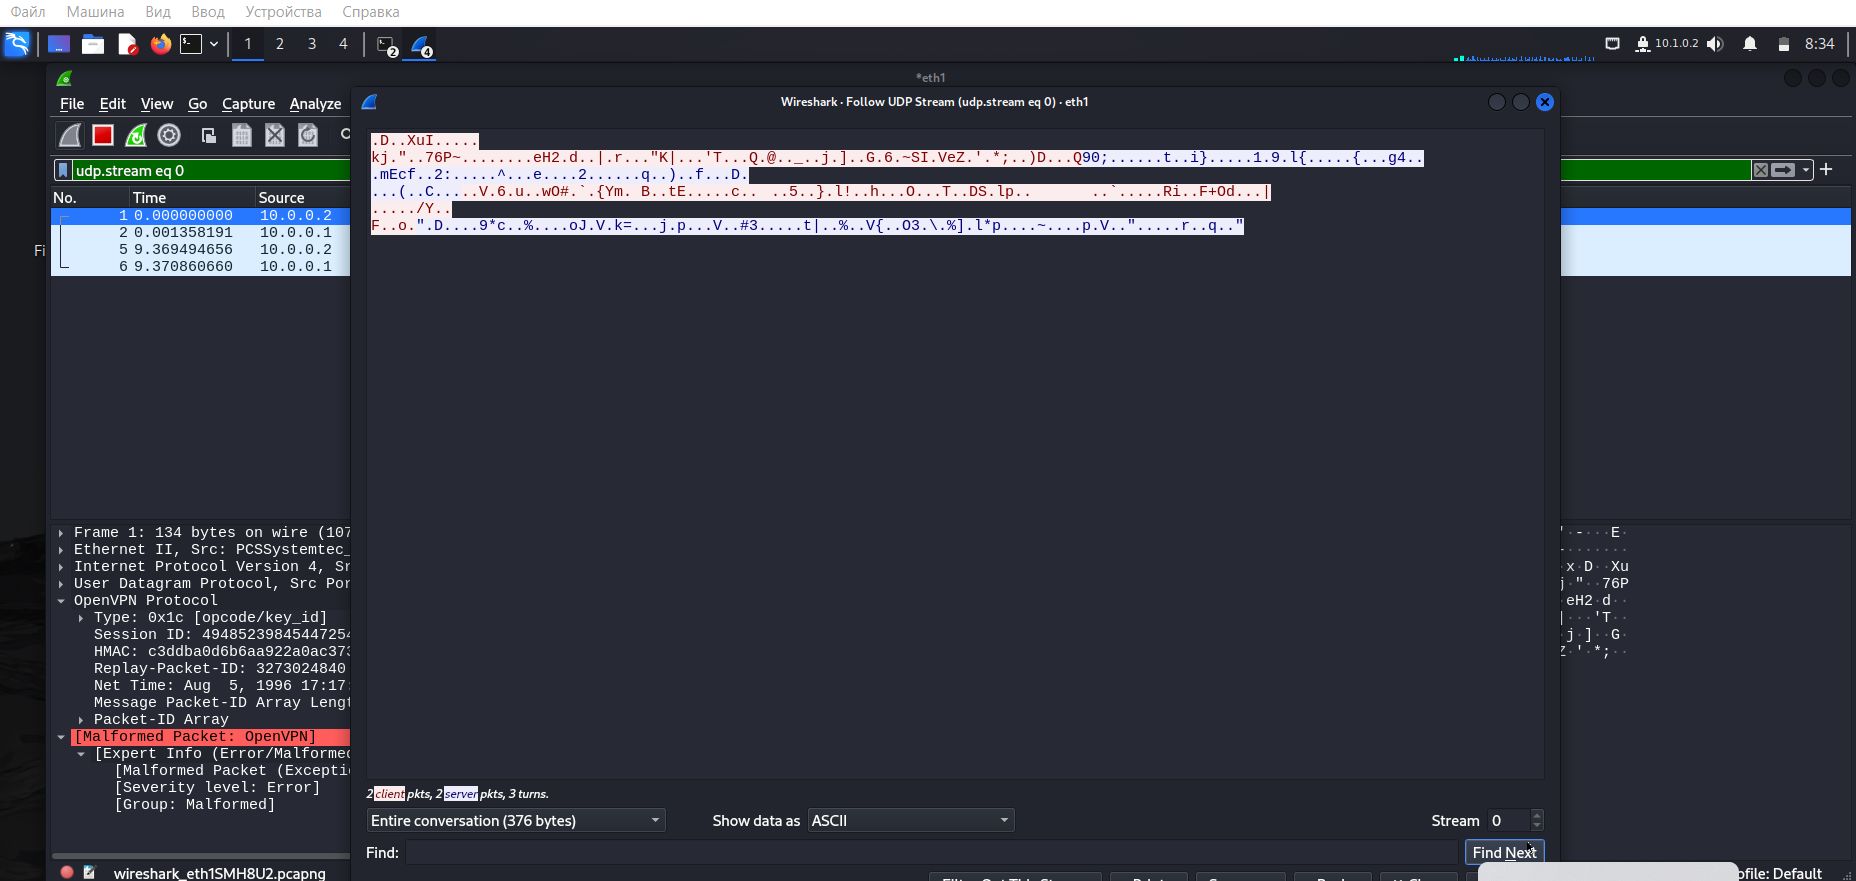 Файл Машина Вид Ввод Устройства Справка
1 2 3 4 2 4 10.1.0.2 8:34
*eth1
File Edit View Go Capture Analyze
Wireshark · Follow UDP Stream (udp.stream eq 0) · eth1
udp.stream eq 0
No. Time Source
1 0.000000000 10.0.0.2
2 0.001358191 10.0.0.1
5 9.369494656 10.0.0.2
6 9.370860660 10.0.0.1
Fi
.D..XuI.....
kj."..76P~........eH2.d..|.r..."K|...'T...Q.@.._..j.]..G.6.~SI.VeZ.'.*;..)D...Q90;......t..i}.....1.9.l{.....{...g4..
.mEcf..2:.....^...e....2......q..)..f...D.
...(..C.....V.6.u..wO#.`.{Ym. B..tE.....c.. ..5..}.l!..h...O...T..DS.lp.. ..`.....Ri..F+Od...|
...../Y..
F..o.".D....9*c..%....oJ.V.k=...j.p...V..#3.....t|..%..V{..O3.\.%].l*p....~....p.V..".....r..q.."
Frame 1: 134 bytes on wire (107
Ethernet II, Src: PCSSystemtec_
Internet Protocol Version 4, Sr
User Datagram Protocol, Src Por
OpenVPN Protocol
Type: 0x1c [opcode/key_id]
Session ID: 4948523984544725
HMAC: c3ddba0d6b6aa922a0ac373
Replay-Packet-ID: 3273024840
Net Time: Aug 5, 1996 17:17:
Message Packet-ID Array Lengt
Packet-ID Array
[Malformed Packet: OpenVPN]
[Expert Info (Error/Malformed
[Malformed Packet (Excepti
[Severity level: Error]
[Group: Malformed]
' · - · · · E ·
x · D · · Xu
j · " · · 76P
· eH2 · d · ·
| · · · 'T · ·
· j · ] · · G ·
Z · ' · *; · ·
2 client pkts, 2 server pkts, 3 turns.
Entire conversation (376 bytes) Show data as ASCII Stream 0
Find: Find Next
wireshark_eth1SMH8U2.pcapng ofile: Default